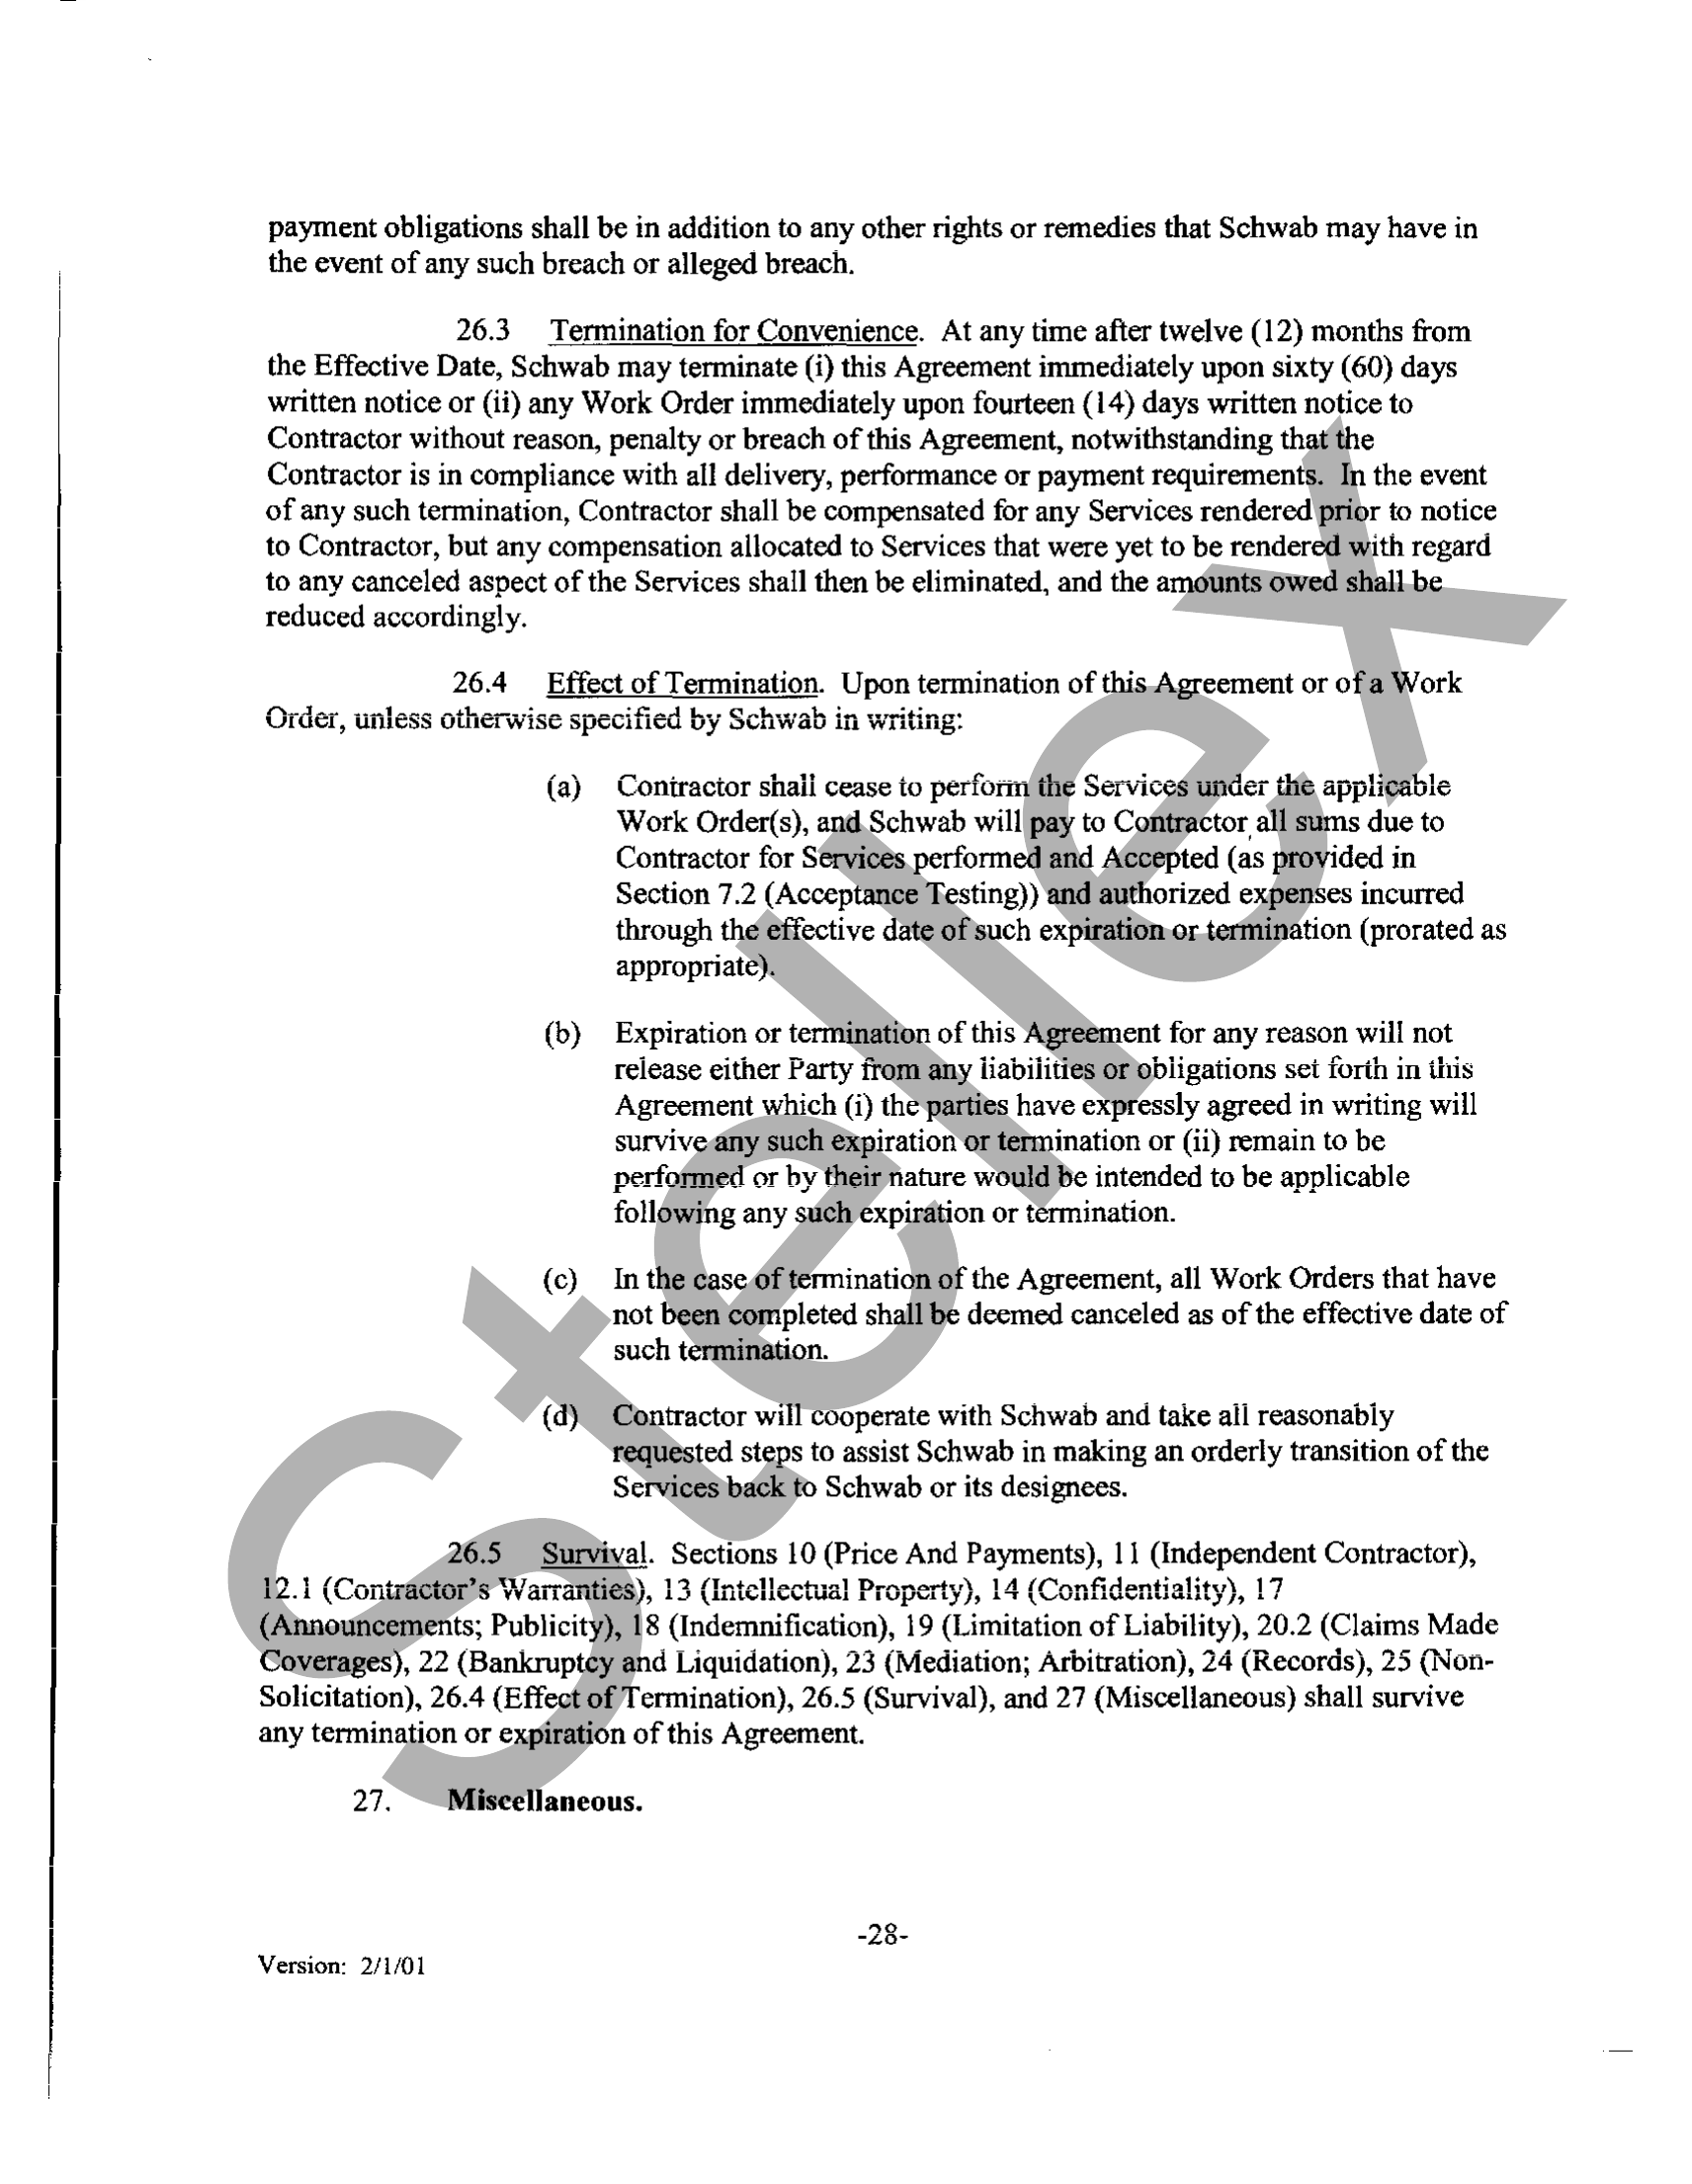 payment obligations shall be in addition to any other rights or remedies that Schwab may have in
the event of any such breach or alleged breach.
26.3 Termination for Convenience. At any time after twelve (12) months from
the Effective Date, Schwab may terminate (i) this Agreement immediately upon sixty (60) days
written notice or (ii) any Work Order immediately upon fourteen (14) days written notice to
Contractor without reason, penalty or breach of this Agreement, notwithstanding that the
Contractor is in compliance with all delivery, performance or payment requirements. In the event
of any such termination, Contractor shall be compensated for any Services rendered prior to notice
to Contractor, but any compensation allocated to Services that were yet to be rendered with regard
to any canceled aspect of the Services shall then be eliminated, and the amounts owed shall be
reduced accordingly.
26.4 Effect of Termination. Upon termination of this Agreement or of a Work
Order, unless otherwise specified by Schwab in writing:
(a) Contractor shall cease to perform the Services under the applicable
Work Order(s), and Schwab will pay to Contractor all sums due to
Contractor for Services performed and Accepted (as provided in
Section 7.2 (Acceptance Testing)) and authorized expenses incurred
through the effective date of such expiration or termination (prorated as
appropriate).
(b) Expiration or termination of this Agreement for any reason will not
release either Party from any liabilities or obligations set forth in this
Agreement which (i) the parties have expressly agreed in writing will
survive any such expiration or termination or (ii) remain to be
performed or by their nature would be intended to be applicable
following any such expiration or termination.
(c) In the case of termination of the Agreement, all Work Orders that have
not been completed shall be deemed canceled as of the effective date of
such termination.
(d) Contractor will cooperate with Schwab and take all reasonably
requested steps to assist Schwab in making an orderly transition of the
Services back to Schwab or its designees.
26.5 Survival. Sections 10 (Price And Payments), 11 (Independent Contractor),
12.1 (Contractor's Warranties), 13 (Intellectual Property), 14 (Confidentiality), 17
(Announcements; Publicity), 18 (Indemnification), 19 (Limitation of Liability), 20.2 (Claims Made
Coverages), 22 (Bankruptcy and Liquidation), 23 (Mediation; Arbitration), 24 (Records), 25 (Non-
Solicitation), 26.4 (Effect of Termination), 26.5 (Survival), and 27 (Miscellaneous) shall survive
any termination or expiration of this Agreement.
27. Miscellaneous.
-28-
Version: 2/1/01
Stellex